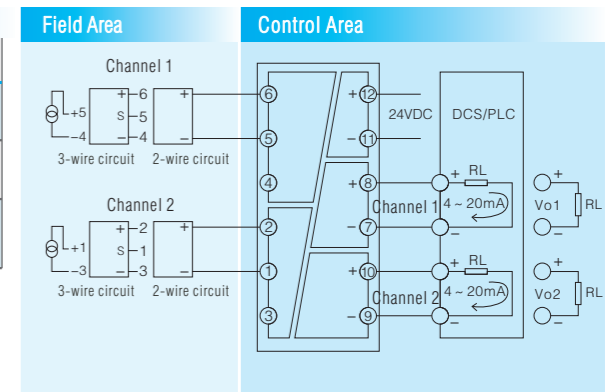 Field Area
Control Area
Channel 1
+ 6
S 5
− 4
+5
−4
+
−
3-wire circuit
2-wire circuit
Channel 2
+ 2
S 1
− 3
+1
−3
+
−
3-wire circuit
2-wire circuit
6
5
4
2
1
3
+ 12
− 11
24VDC
DCS/PLC
+ 8
− 7
Channel 1
+ RL
4 ~ 20mA
−
+
Vo1
RL
−
+ 10
− 9
Channel 2
+ RL
4 ~ 20mA
−
+
Vo2
RL
−